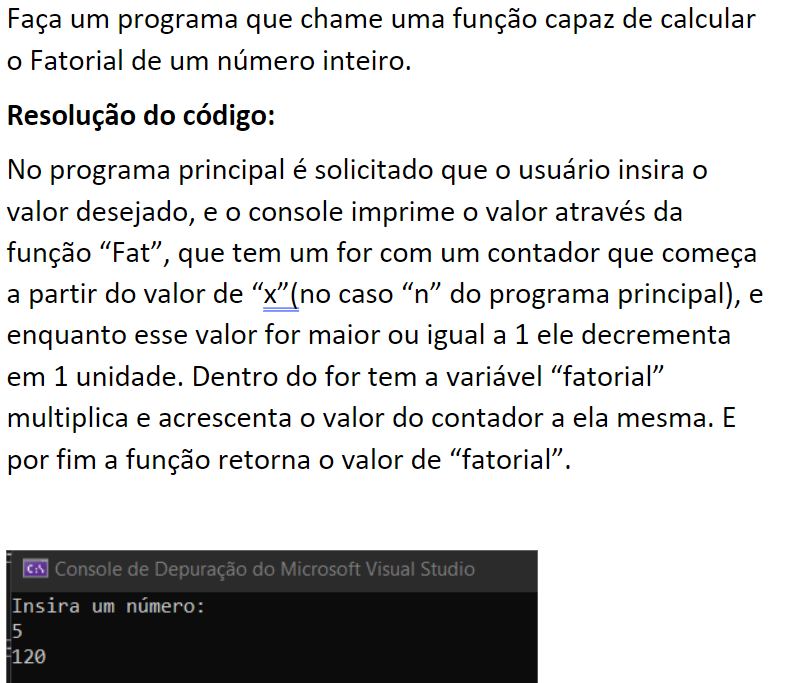 Faça um programa que chame uma função capaz de calcular
o Fatorial de um número inteiro.
Resolução do código:
No programa principal é solicitado que o usuário insira o
valor desejado, e o console imprime o valor através da
função “Fat”, que tem um for com um contador que começa
a partir do valor de “x”(no caso “n” do programa principal), e
enquanto esse valor for maior ou igual a 1 ele decrementa
em 1 unidade. Dentro do for tem a variável “fatorial”
multiplica e acrescenta o valor do contador a ela mesma. E
por fim a função retorna o valor de “fatorial”.
C:\ Console de Depuração do Microsoft Visual Studio
Insira um número:
5
120